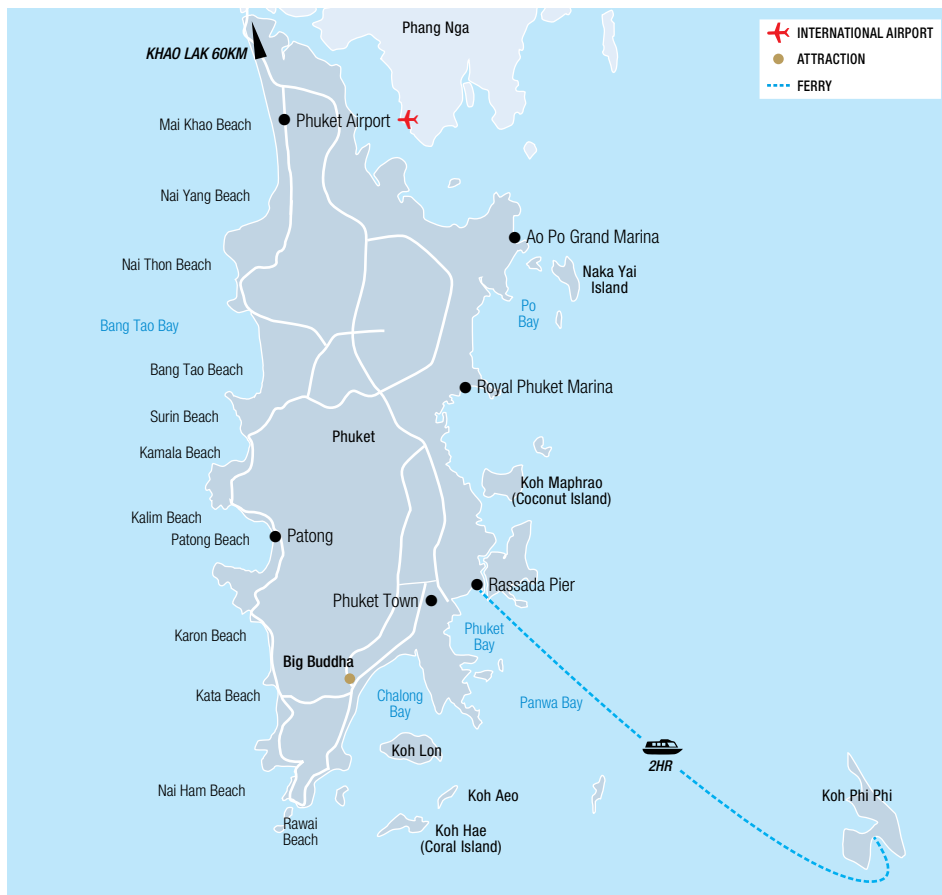 Phang Nga
INTERNATIONAL AIRPORT
ATTRACTION
FERRY
KHAO LAK 60KM
Mai Khao Beach
Phuket Airport
Nai Yang Beach
Ao Po Grand Marina
Nai Thon Beach
Naka Yai
Island
Po
Bay
Bang Tao Bay
Bang Tao Beach
Royal Phuket Marina
Surin Beach
Phuket
Kamala Beach
Koh Maphrao
(Coconut Island)
Kalim Beach
Patong Beach
Patong
Rassada Pier
Phuket Town
Phuket
Bay
Karon Beach
Big Buddha
Kata Beach
Chalong
Bay
Panwa Bay
Koh Lon
2HR
Nai Ham Beach
Koh Aeo
Koh Phi Phi
Rawai
Beach
Koh Hae
(Coral Island)